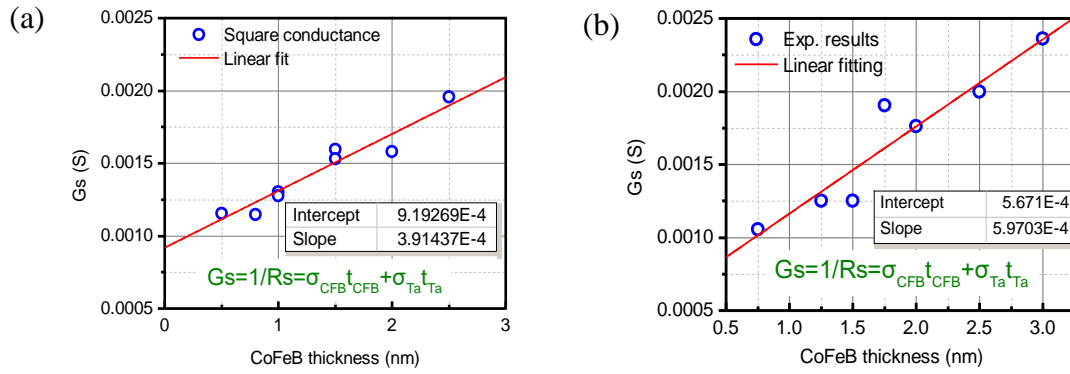 (a)
0.0025
0.0020
0.0015
0.0010
0.0005
Gs (S)
Square conductance
Linear fit
Intercept 9.19269E-4
Slope 3.91437E-4
Gs=1/Rs=σCFBtCFB+σTatTa
0 1 2 3
CoFeB thickness (nm)
(b)
0.0025
0.0020
0.0015
0.0010
0.0005
Gs (S)
Exp. results
Linear fitting
Intercept 5.671E-4
Slope 5.9703E-4
Gs=1/Rs=σCFBtCFB+σTatTa
0.5 1.0 1.5 2.0 2.5 3.0
CoFeB thickness (nm)